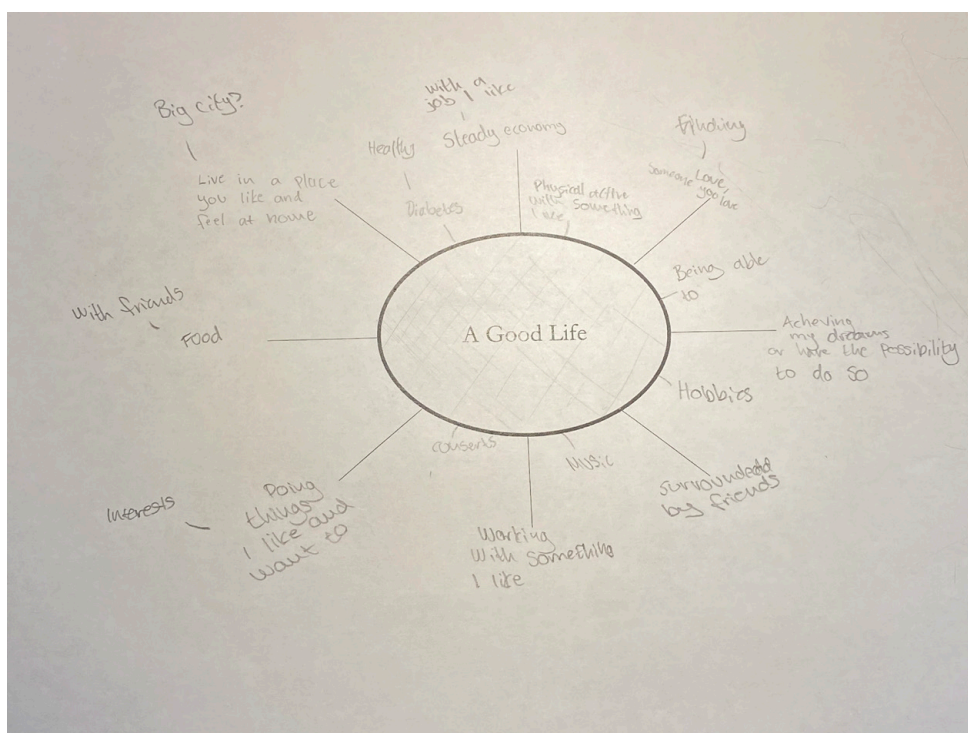 Big city?
Live in a place
you like and
feel at home
Healthy
Diabetes
with a
job I like
Steady economy
Physical active
with something
I like
Finding
Someone Love,
you love
Being able
to
Acheving
my dreams
or have the possibility
to do so
Hobbies
surrounded
by friends
Music
Working
With something
I like
conserts
Doing
things
I like and
want to
Interests
With friends
Food
A Good Life